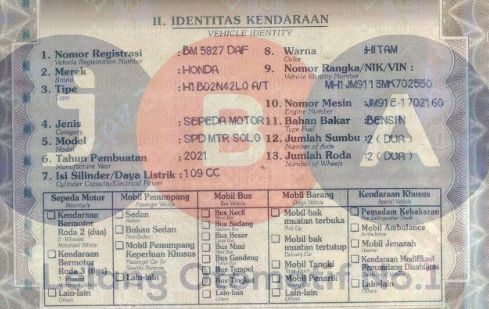 II. IDENTITAS KENDARAAN
VEHICLE IDENTITY
1. Nomor Registrasi : BM 5827 DAF
Vehicle Registration Number
2. Merek : HONDA
Brand
3. Tipe : H1B02N42L0 A/T
Type
4. Jenis : SEPEDA MOTOR
Category
5. Model : SPD MTR SOLO
Model
6. Tahun Pembuatan : 2021
Manufacture Year
7. Isi Silinder/Daya Listrik : 109 CC
Cylinder Capacity/Electrical Power
8. Warna : HITAM
Color
9. Nomor Rangka/NIK/VIN :
Vehicle Identity Number
MH1JM9113MK702550
10. Nomor Mesin : JM91E-1702160
Engine Number
11. Bahan Bakar : BENSIN
Type Fuel
12. Jumlah Sumbu : 2 ( DUA )
Number of Axle
13. Jumlah Roda : 2 ( DUA )
Number of Wheels
Sepeda Motor
Motorcycle
Kendaraan
Bermotor
Roda 2 (dua)
2 - Wheeled
Motorized Vehicle
Kendaraan
Bermotor
Roda 3 (tiga)
Lain-lain
Others
Mobil Penumpang
Passenger Vehicle
Sedan
Sedan
Bukan Sedan
Mobil Penumpang
Keperluan Khusus
Lain-lain
Others
Mobil Bus
Bus Kecil
Bus Sedang
Bus Besar
Bus Maxi
Bus Gandeng
Bus Tempel
Bus Tingkat
Lain-lain
Mobil Barang
Mobil bak
muatan terbuka
Pick Up
Mobil bak
muatan tertutup
Mobil Tangki
Mobil Penarik
Lain-lain
Kendaraan Khusus
Special Vehicle
Pemadam Kebakaran
Mobil Ambulance
Ambulance
Mobil Jenazah
Hearse
Kendaraan Modifikasi
Penyandang Disabilitas
Lain-lain
Others
JBA
Lelang Otomotif No.1